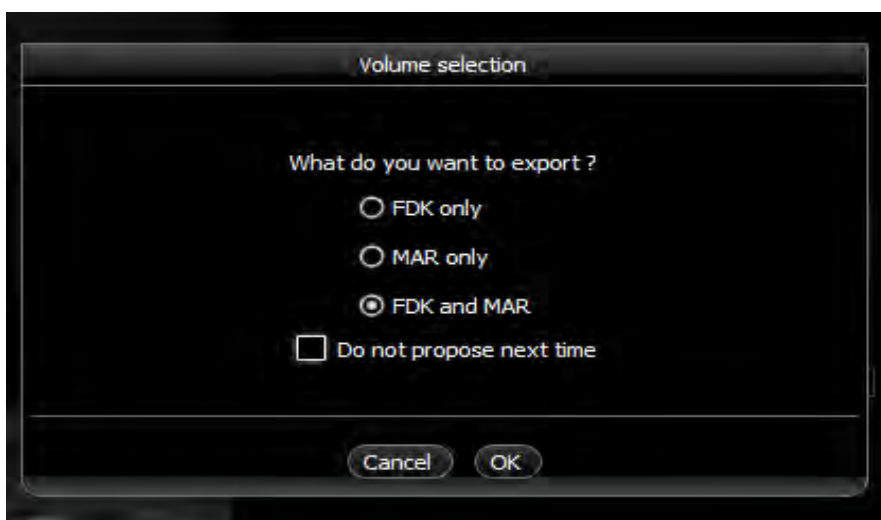 Volume selection
What do you want to export ?
FDK only
MAR only
FDK and MAR
Do not propose next time
Cancel OK